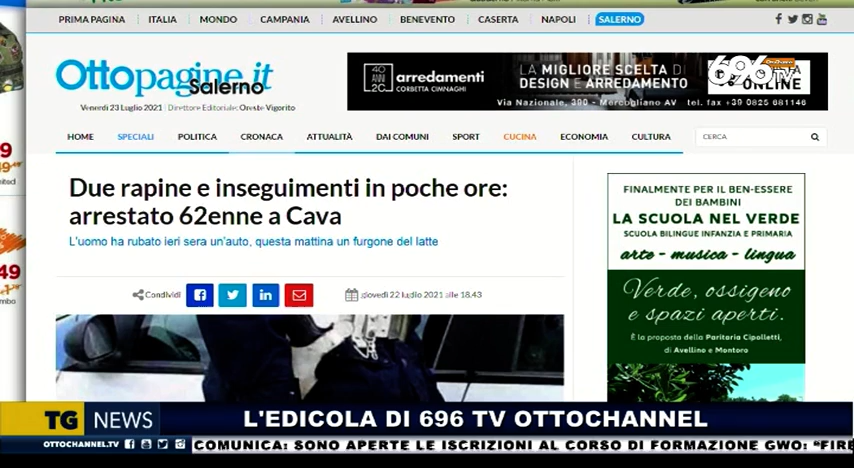 PRIMA PAGINA ITALIA MONDO CAMPANIA AVELLINO BENEVENTO CASERTA NAPOLI SALERNO
Ottopagine.it
Salerno
Venerdì 23 Luglio 2021 | Direttore Editoriale: Oreste Vigorito
40
ANNI
arredamenti
CORBETTA CIMNAGHI
LA MIGLIORE SCELTA DI
DESIGN E ARREDAMENTO
ONLINE
696
TV
Via Nazionale, 390 - Mercogliano AV tel. fax +39 0825 681146
HOME SPECIALI POLITICA CRONACA ATTUALITÀ DAI COMUNI SPORT CUCINA ECONOMIA CULTURA CERCA
Due rapine e inseguimenti in poche ore:
arrestato 62enne a Cava
L'uomo ha rubato ieri sera un'auto, questa mattina un furgone del latte
Condividi giovedì 22 luglio 2021 alle 18.43
FINALMENTE PER IL BEN-ESSERE
DEI BAMBINI
LA SCUOLA NEL VERDE
SCUOLA BILINGUE INFANZIA E PRIMARIA
arte - musica - lingua
Verde, ossigeno
e spazi aperti.
È la proposta della Paritaria Cipolletti,
di Avellino e Montoro
9
49
TG NEWS
L'EDICOLA DI 696 TV OTTOCHANNEL
OTTOCHANNEL.TV
COMUNICA: SONO APERTE LE ISCRIZIONI AL CORSO DI FORMAZIONE GWO: "FIRE